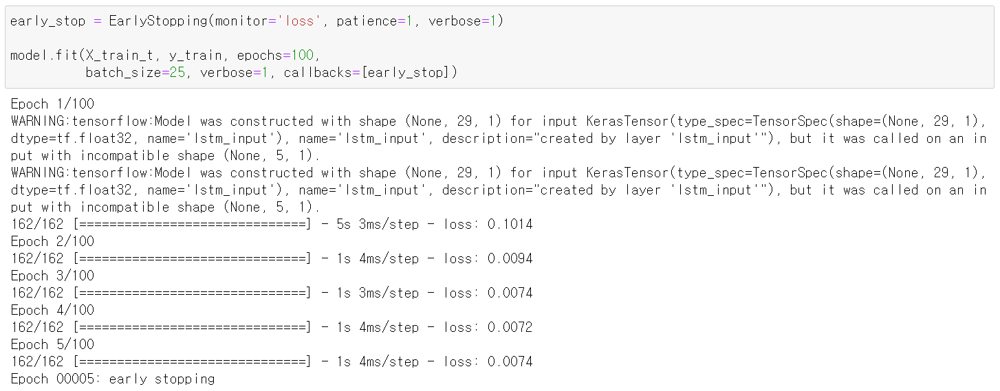 early_stop = EarlyStopping(monitor='loss', patience=1, verbose=1)
model.fit(X_train_t, y_train, epochs=100,
batch_size=25, verbose=1, callbacks=[early_stop])
Epoch 1/100
WARNING:tensorflow:Model was constructed with shape (None, 29, 1) for input KerasTensor(type_spec=TensorSpec(shape=(None, 29, 1),
dtype=tf.float32, name='lstm_input'), name='lstm_input', description="created by layer 'lstm_input'"), but it was called on an in
put with incompatible shape (None, 5, 1).
WARNING:tensorflow:Model was constructed with shape (None, 29, 1) for input KerasTensor(type_spec=TensorSpec(shape=(None, 29, 1),
dtype=tf.float32, name='lstm_input'), name='lstm_input', description="created by layer 'lstm_input'"), but it was called on an in
put with incompatible shape (None, 5, 1).
162/162 [==============================] - 5s 3ms/step - loss: 0.1014
Epoch 2/100
162/162 [==============================] - 1s 4ms/step - loss: 0.0094
Epoch 3/100
162/162 [==============================] - 1s 3ms/step - loss: 0.0074
Epoch 4/100
162/162 [==============================] - 1s 4ms/step - loss: 0.0072
Epoch 5/100
162/162 [==============================] - 1s 4ms/step - loss: 0.0074
Epoch 00005: early stopping